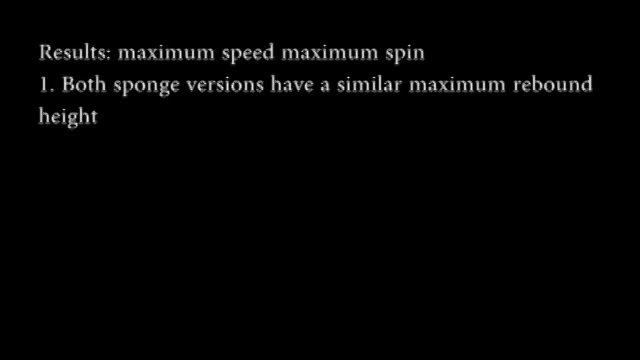 Results: maximum speed maximum spin
1. Both sponge versions have a similar maximum rebound
height